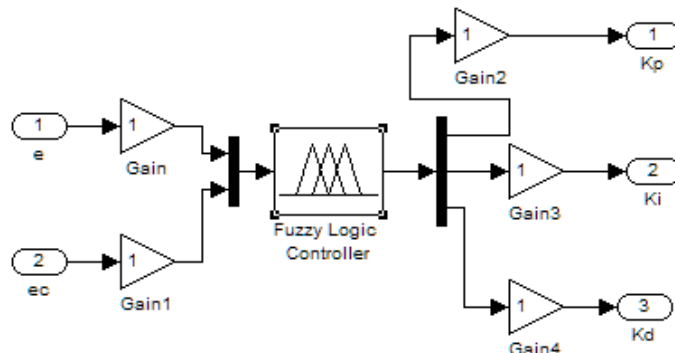 1
Gain2
1
Kp
1
e
1
Gain
1
Gain3
2
Ki
Fuzzy Logic
Controller
2
ec
1
Gain1
1
Gain4
3
Kd